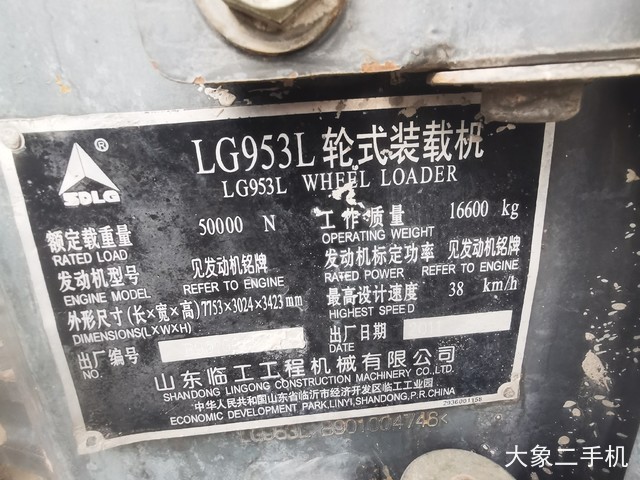 LG953L 轮式装载机
LG953L WHEEL LOADER
® SDLG
额定载重量 50000 N 工作质量 16600 kg
RATED LOAD OPERATING WEIGHT
发动机型号 见发动机铭牌 发动机标定功率 见发动机铭牌
ENGINE MODEL REFER TO ENGINE RATED POWER REFER TO ENGINE
外形尺寸(长×宽×高) 7753×3024×3423 mm 最高设计速度 38 km/h
DIMENSIONS(LXWXH) HIGHEST SPEED
出厂编号 出厂日期
NO. DATE
山东临工工程机械有限公司
SHANDONG LINGONG CONSTRUCTION MACHINERY CO.,LTD.
中华人民共和国山东省临沂市经济开发区临工工业园
ECONOMIC DEVELOPMENT PARK.LINYI,SHANDONG,P.R.CHINA
2936001158
大象二手机